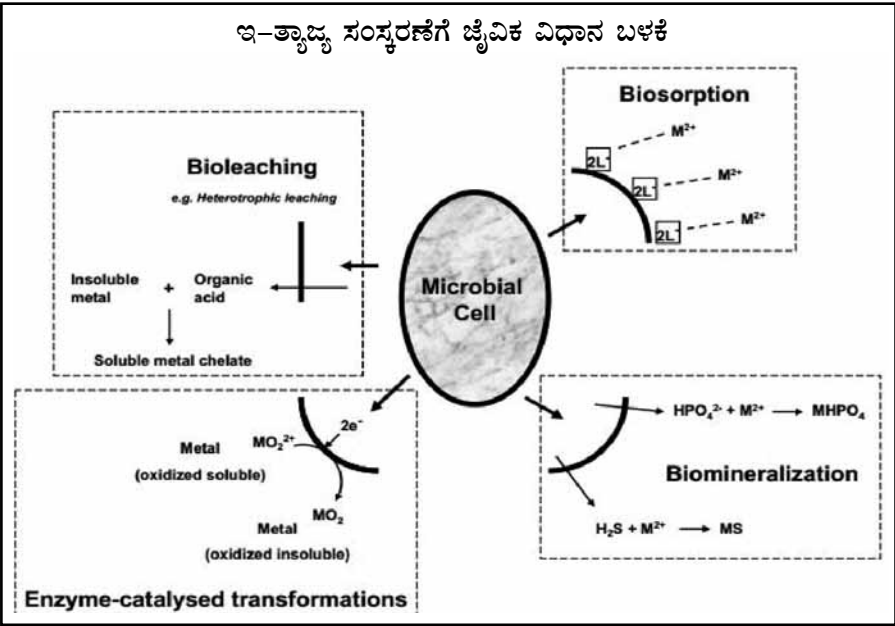 ಇ–ತ್ಯಾಜ್ಯ ಸಂಸ್ಕರಣೆಗೆ ಜೈವಿಕ ವಿಧಾನ ಬಳಕೆ
Bioleaching
e.g. Heterotrophic leaching
Insoluble
metal
+
Organic
acid
Soluble metal chelate
Biosorption
2L⁻
M²⁺
2L⁻
M²⁺
2L⁻
M²⁺
Microbial
Cell
Metal
(oxidized soluble)
MO₂²⁺
2e⁻
MO₂
Metal
(oxidized insoluble)
Enzyme-catalysed transformations
HPO₄²⁻ + M²⁺ → MHPO₄
Biomineralization
H₂S + M²⁺ → MS